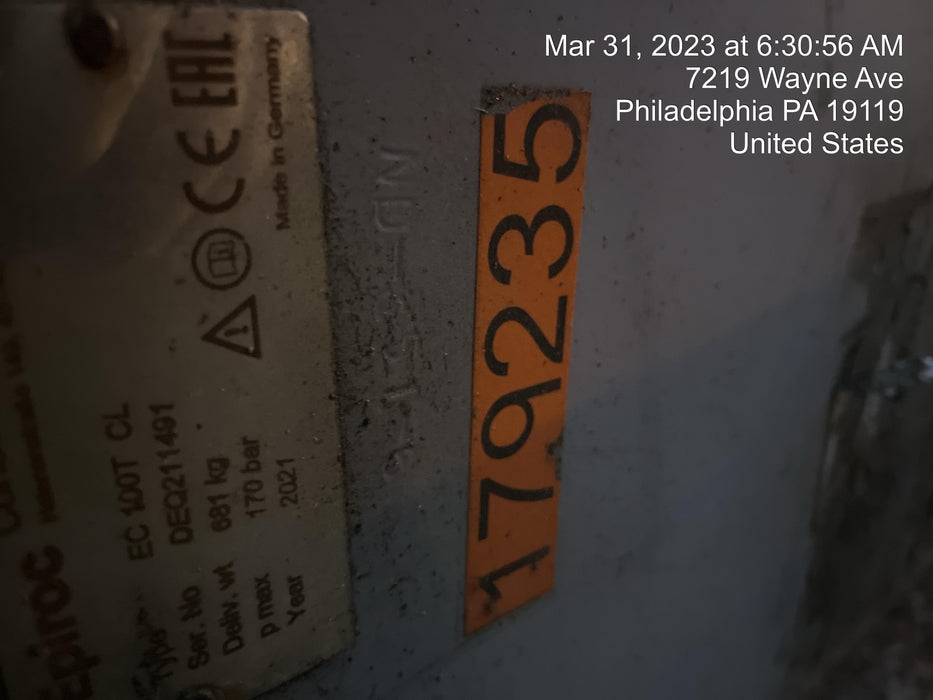 Mar 31, 2023 at 6:30:56 AM
7219 Wayne Ave
Philadelphia PA 19119
United States
Epiroc
Type EC 100T CL
Ser. No DEQ211491
Deliv. wt 681 kg
p max 170 bar
Year 2021
CE EAC
Made in Germany
179235